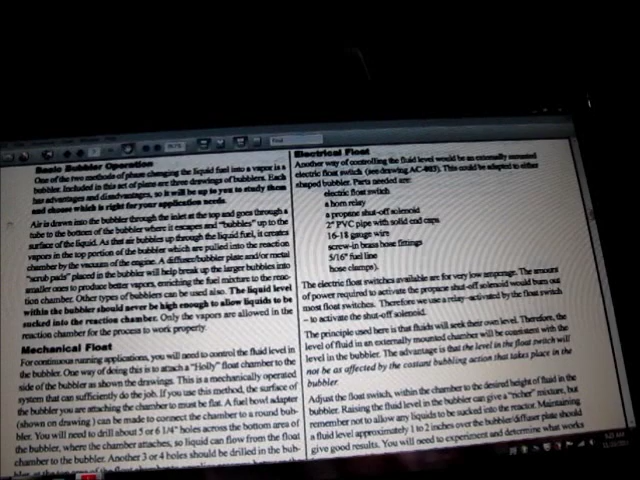 Basic Bubbler Operation
One of the two methods of phase changing the liquid fuel into a vapor is a
bubbler. Included in this set of plans are three drawings of bubblers. Each
has advantages and disadvantages, so it will be up to you to study them
and choose which is right for your application needs.
Air is drawn into the bubbler through the inlet at the top and goes through a
tube to the bottom of the bubbler where it escapes and "bubbles" up to the
surface of the liquid. As that air bubbles up through the liquid fuel, it creates
vapors in the top portion of the bubbler which are pulled into the reaction
chamber by the vacuum of the engine. A diffuser/bubbler plate and/or metal
"scrub pads" placed in the bubbler will help break up the larger bubbles into
smaller ones to produce better vapors, enriching the fuel mixture to the reac-
tion chamber. Other types of bubblers can be used also. The liquid level
within the bubbler should never be high enough to allow liquids to be
sucked into the reaction chamber. Only the vapors are allowed in the
reaction chamber for the process to work properly.
Mechanical Float
For continuous running applications, you will need to control the fluid level in
the bubbler. One way of doing this is to attach a "Holly" float chamber to the
side of the bubbler as shown the drawings. This is a mechanically operated
system that can sufficiently do the job. If you use this method, the surface of
the bubbler you are attaching the chamber to must be flat. A fuel bowl adapter
(shown on drawing ) can be made to connect the chamber to a round bub-
bler. You will need to drill about 5 or 6 1/4" holes across the bottom area of
the bubbler, where the chamber attaches, so liquid can flow from the float
chamber to the bubbler. Another 3 or 4 holes should be drilled in the bub-
Electrical Float
Another way of controlling the fluid level would be an externally mounted
electric float switch (see drawing AC-003). This could be adapted to either
shaped bubbler. Parts needed are:
electric float switch
a horn relay
a propane shut-off solenoid
2" PVC pipe with solid end caps
16-18 gauge wire
screw-in brass hose fittings
5/16" fuel line
hose clamps).
The electric float switches available are for very low amperage. The amount
of power required to activate the propane shut-off solenoid would burn out
most float switches. Therefore we use a relay–activated by the float switch
– to activate the shut-off solenoid.
The principle used here is that fluids will seek their own level. Therefore, the
level of fluid in an externally mounted chamber will be consistent with the
level in the bubbler. The advantage is that the level in the float switch will
not be as affected by the costant bubbling action that takes place in the
bubbler.
Adjust the float switch, within the chamber to the desired height of fluid in the
bubbler. Raising the fluid level in the bubbler can give a "richer" mixture, but
remember not to allow any liquids to be sucked into the reactor. Maintaining
a fluid level approximately 1 to 2 inches over the bubbler/diffuser plate should
give good results. You will need to experiment and determine what works